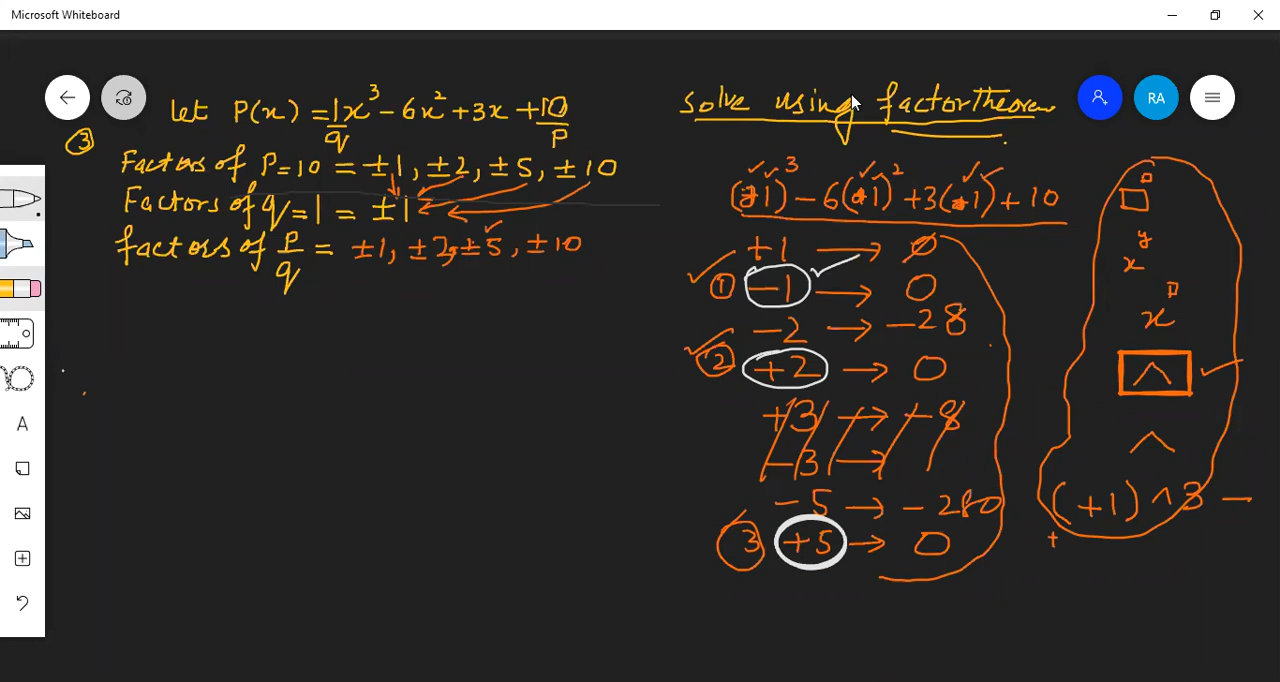 Microsoft Whiteboard
RA
A
③ let P(x) = 1x³ - 6x² + 3x + 10
q
P
Factors of P=10 = ±1, ±2, ±5, ±10
Factors of q=1 = ±1
factors of p/q = ±1, ±2, ±5, ±10
solve using factor Theorem
( 1)³ - 6( 1)² + 3( 1) + 10
+1 → 0
① -1 → 0
-2 → -28
② +2 → 0
+3 → -8
-3 →
-5 → -280
③ +5 → 0
y
x
x
^
^
(+1) ^ 3 -
+